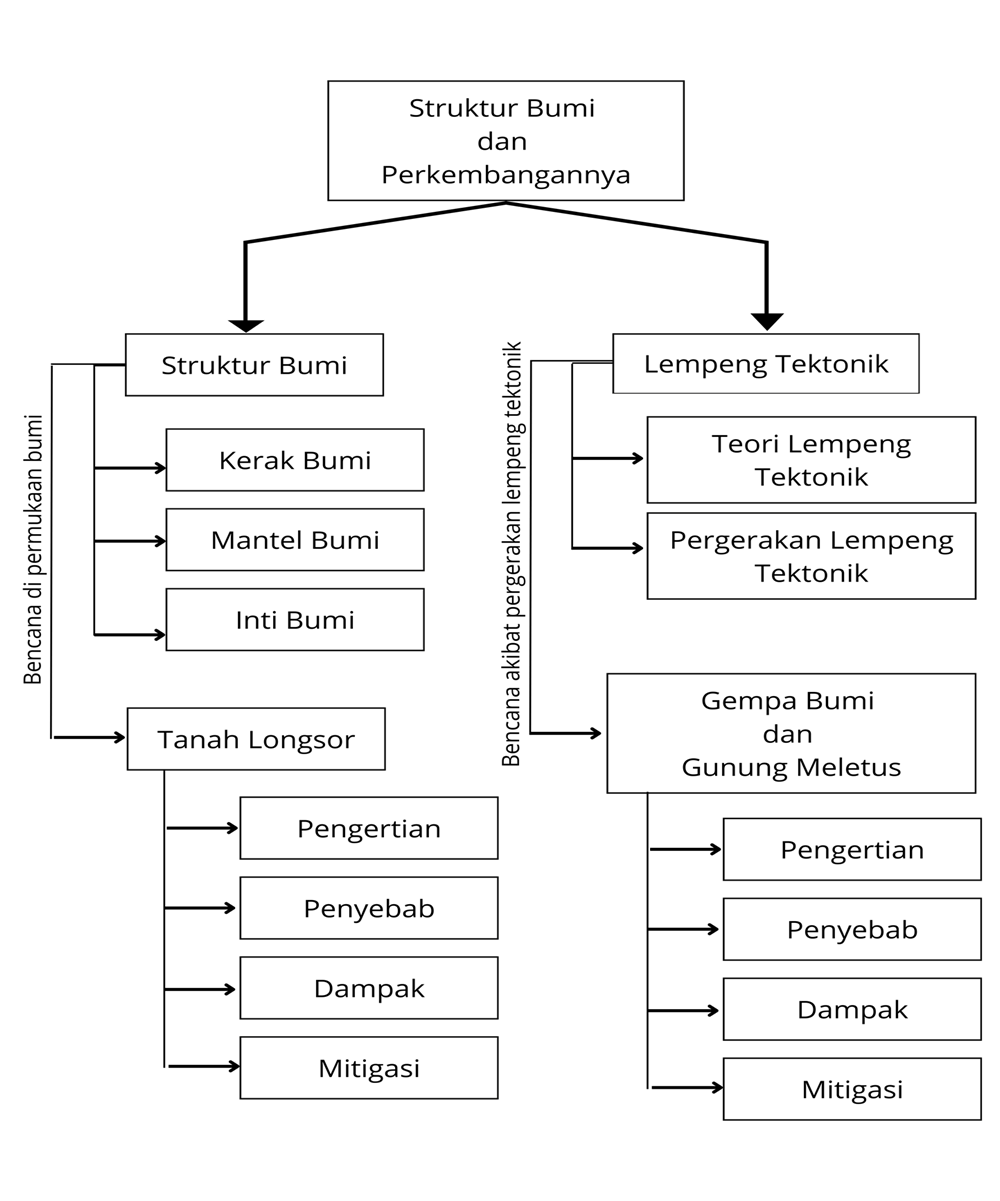 Struktur Bumi
dan
Perkembangannya
Struktur Bumi
Bencana di permukaan bumi
Kerak Bumi
Mantel Bumi
Inti Bumi
Tanah Longsor
Pengertian
Penyebab
Dampak
Mitigasi
Lempeng Tektonik
Bencana akibat pergerakan lempeng tektonik
Teori Lempeng
Tektonik
Pergerakan Lempeng
Tektonik
Gempa Bumi
dan
Gunung Meletus
Pengertian
Penyebab
Dampak
Mitigasi